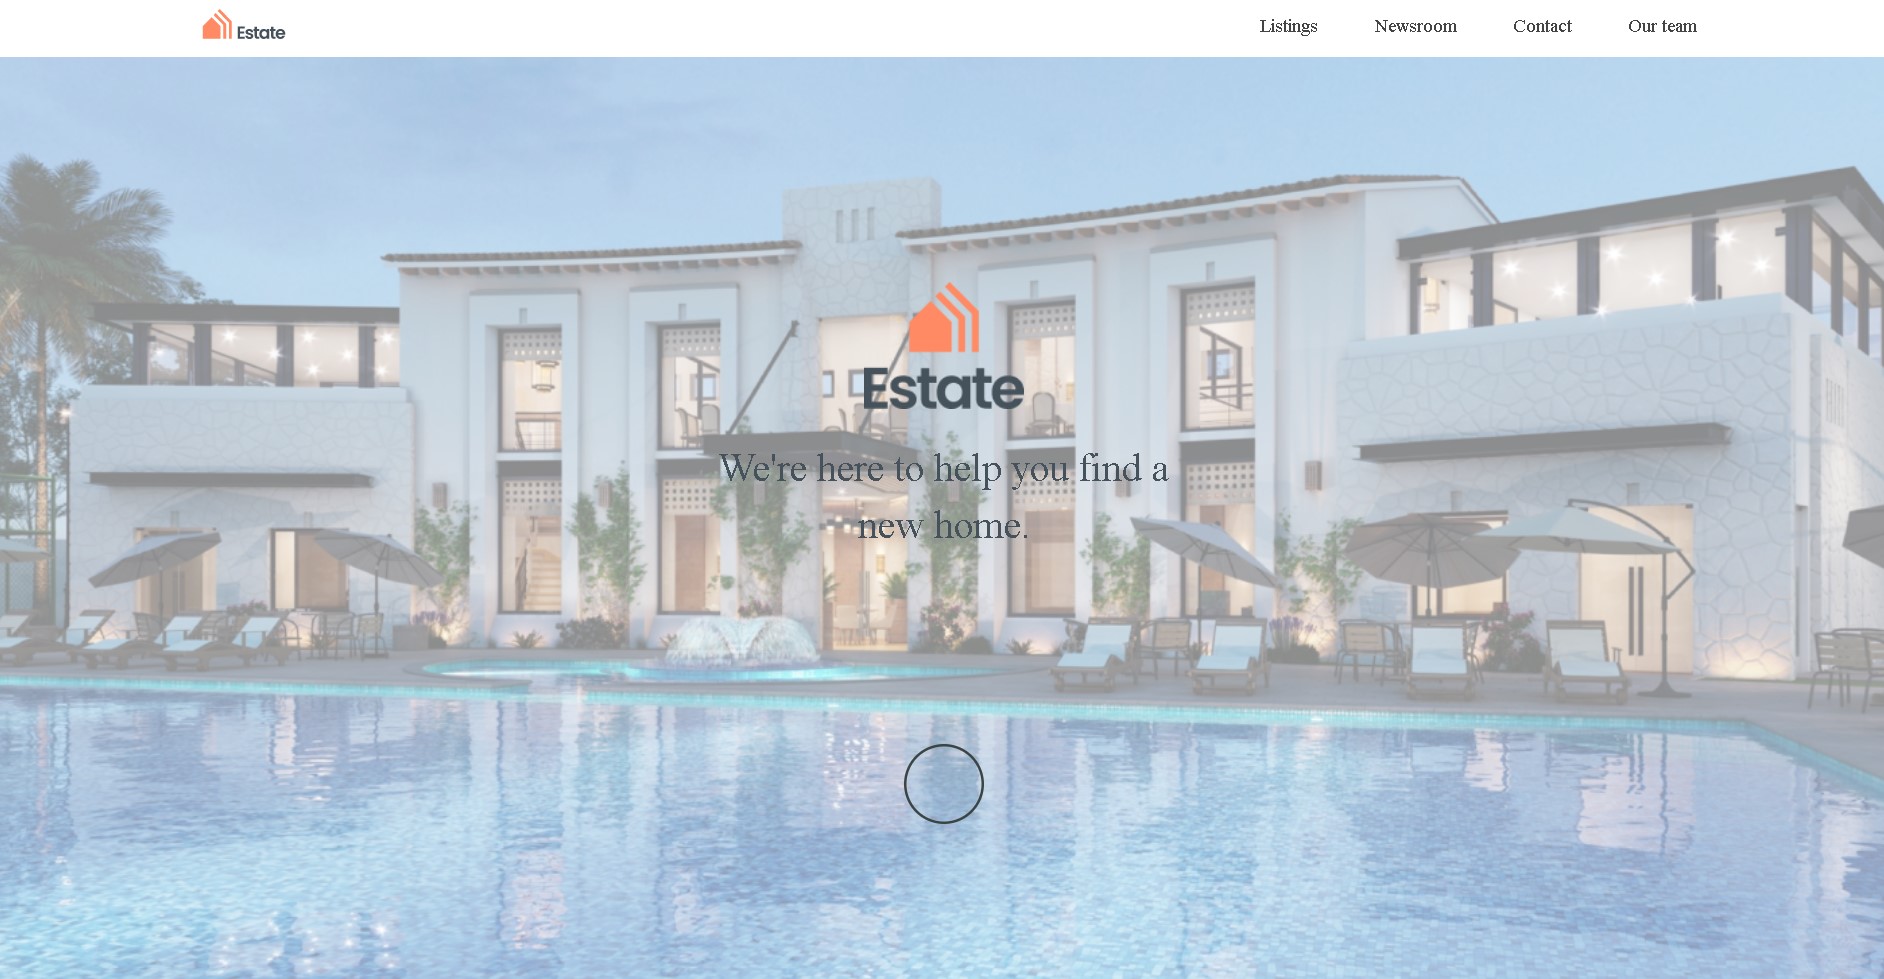 Estate
Listings
Newsroom
Contact
Our team
Estate
We're here to help you find a
new home.